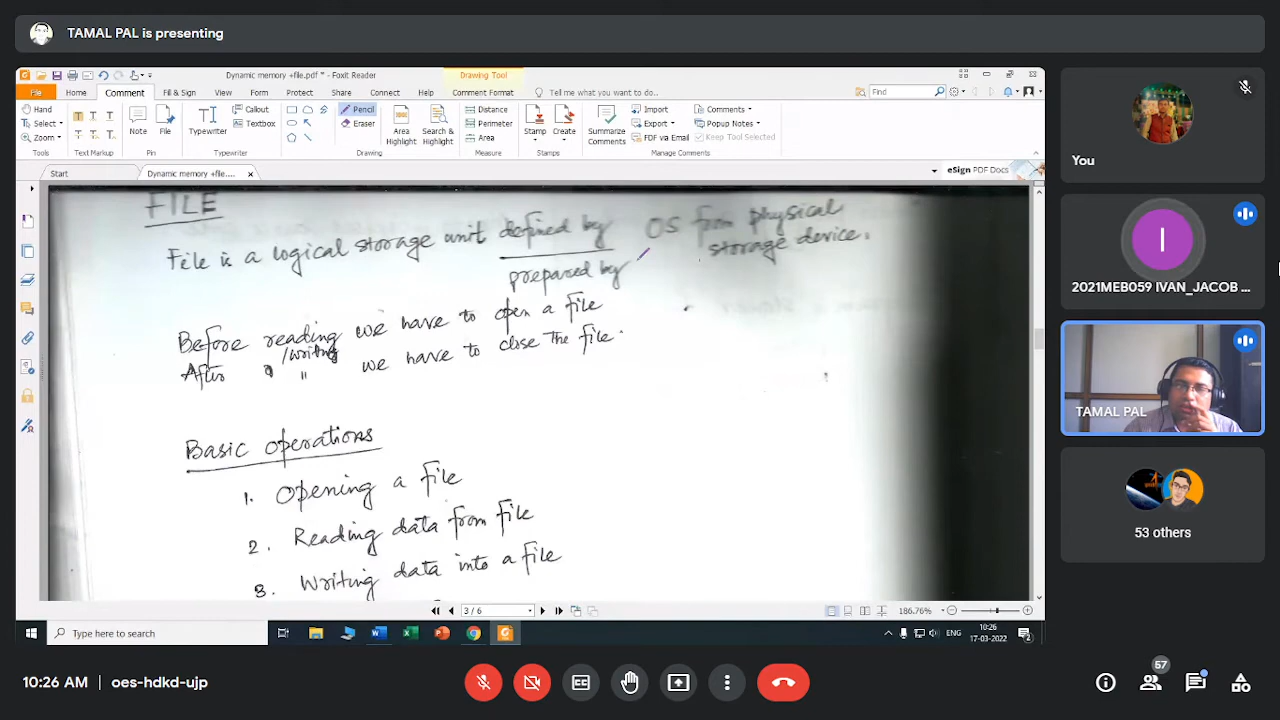 TAMAL PAL is presenting
Dynamic memory +file.pdf * - Foxit Reader
Drawing Tool
File Home Comment Fill & Sign View Form Protect Share Connect Help Comment Format Tell me what you want to do... Find
Hand
Select
Zoom
Tools
Text Markup
Note
File
Pin
Typewriter
Callout
Textbox
Typewriter
Pencil
Eraser
Drawing
Area Highlight
Search & Highlight
Distance
Perimeter
Area
Measure
Stamp
Create
Stamps
Summarize Comments
Import
Export
FDF via Email
Comments
Popup Notes
Keep Tool Selected
Manage Comments
Start
Dynamic memory +file....
eSign PDF Docs
FILE
File is a logical storage unit defined by OS from physical
storage device.
prepared by
Before reading we have to open a file
/writing
After " we have to close the file.
Basic operations
1. Opening a file
2. Reading data from file
3. Writing data into a file
3 / 6
186.76%
Type here to search
ENG
10:26
17-03-2022
2
You
I
2021MEB059 IVAN_JACOB ...
TAMAL PAL
53 others
10:26 AM | oes-hdkd-ujp
57